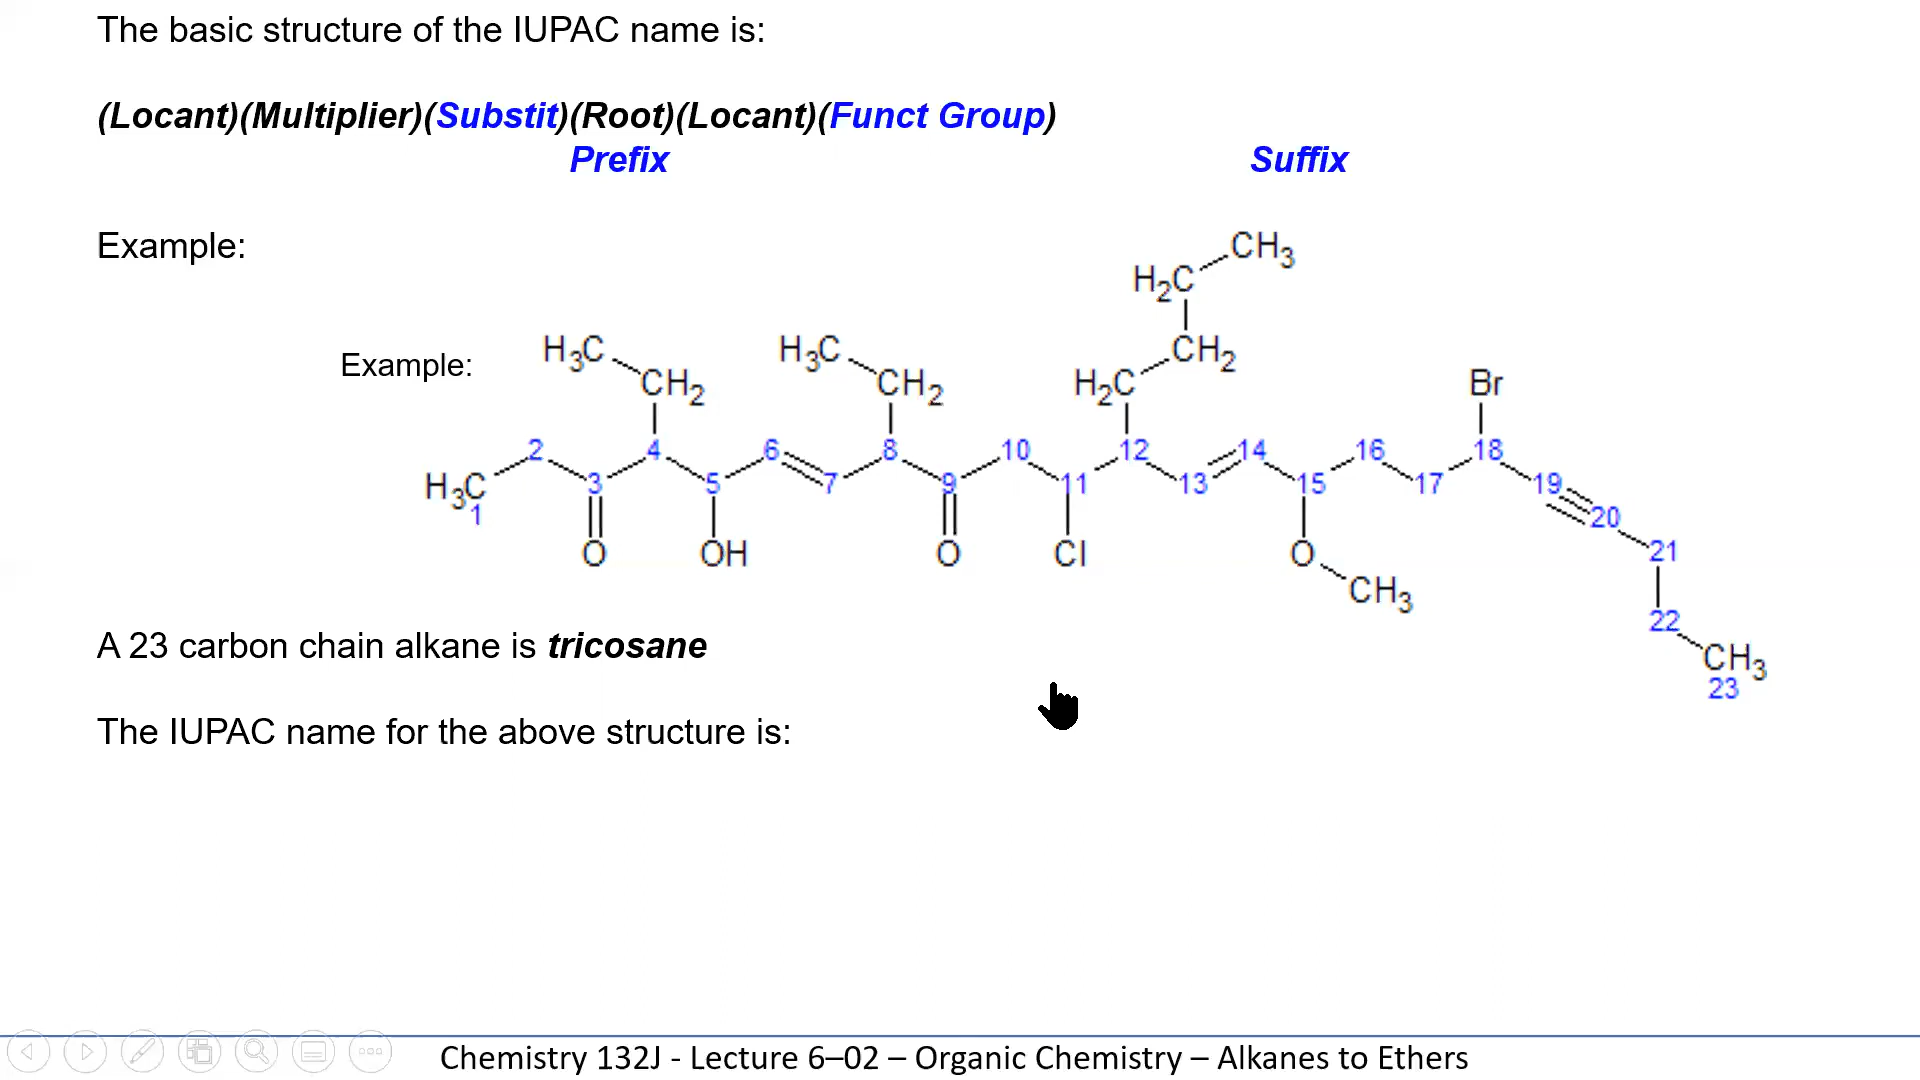 The basic structure of the IUPAC name is:
(Locant)(Multiplier)(Substit)(Root)(Locant)(Funct Group)
Prefix Suffix
Example:
CH3
H2C
Example:
H3C H3C CH2
CH2 CH2 H2C Br
2 4 6 8 10 12 14 16 18
H3C 3 5 7 9 11 13 15 17 19
1 20
O OH O Cl O 21
CH3
22
A 23 carbon chain alkane is tricosane
CH3
23
The IUPAC name for the above structure is:
Chemistry 132J - Lecture 6–02 – Organic Chemistry – Alkanes to Ethers